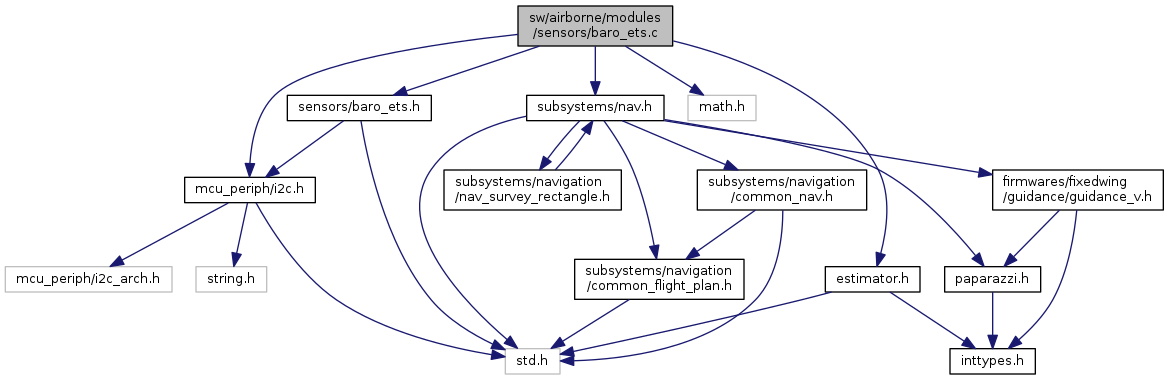 sw/airborne/modules
/sensors/baro_ets.c
sensors/baro_ets.h
subsystems/nav.h
math.h
mcu_periph/i2c.h
subsystems/navigation
/nav_survey_rectangle.h
subsystems/navigation
/common_nav.h
firmwares/fixedwing
/guidance/guidance_v.h
mcu_periph/i2c_arch.h
string.h
subsystems/navigation
/common_flight_plan.h
estimator.h
paparazzi.h
std.h
inttypes.h